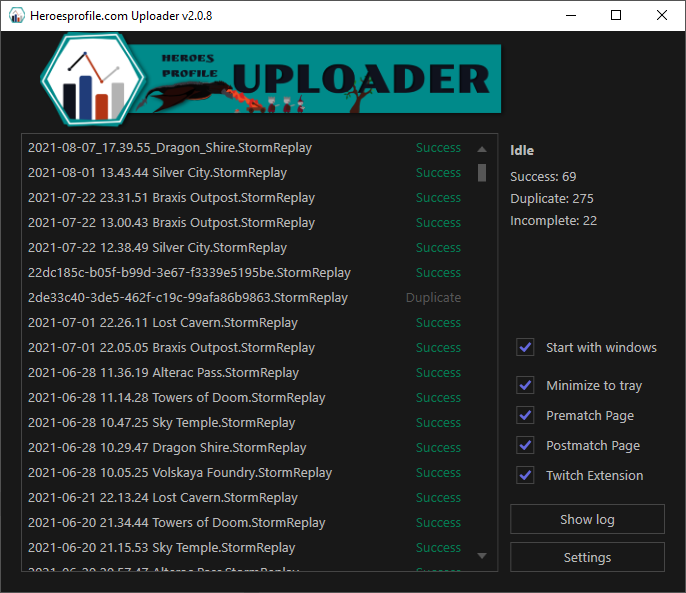 Heroesprofile.com Uploader v2.0.8
HEROES
PROFILE
UPLOADER
2021-08-07_17.39.55_Dragon_Shire.StormReplay Success
2021-08-01 13.43.44 Silver City.StormReplay Success
2021-07-22 23.31.51 Braxis Outpost.StormReplay Success
2021-07-22 13.00.43 Braxis Outpost.StormReplay Success
2021-07-22 12.38.49 Silver City.StormReplay Success
22dc185c-b05f-b99d-3e67-f3339e5195be.StormReplay Success
2de33c40-3de5-462f-c19c-99afa86b9863.StormReplay Duplicate
2021-07-01 22.26.11 Lost Cavern.StormReplay Success
2021-07-01 22.05.05 Braxis Outpost.StormReplay Success
2021-06-28 11.36.19 Alterac Pass.StormReplay Success
2021-06-28 11.14.28 Towers of Doom.StormReplay Success
2021-06-28 10.47.25 Sky Temple.StormReplay Success
2021-06-28 10.29.47 Dragon Shire.StormReplay Success
2021-06-28 10.05.25 Volskaya Foundry.StormReplay Success
2021-06-21 22.13.24 Lost Cavern.StormReplay Success
2021-06-20 21.34.44 Towers of Doom.StormReplay Success
2021-06-20 21.15.53 Sky Temple.StormReplay Success
2021-06-20 20.57.47 Alterac Pass.StormReplay Success
Idle
Success: 69
Duplicate: 275
Incomplete: 22
Start with windows
Minimize to tray
Prematch Page
Postmatch Page
Twitch Extension
Show log
Settings